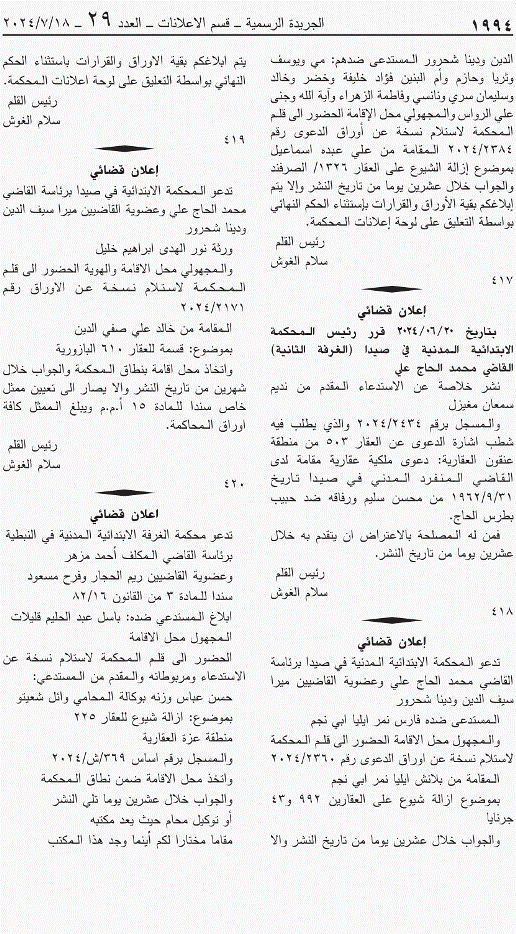 ١٩٩٤
الجريدة الرسمية – قسم الاعلانات – العدد ٢٩ – ٢٠٢٤/٧/١٨
الدين ودينا شحرور المستدعى ضدهم: مي ويوسف
وثريا وحازم وأم البنين فؤاد خليفة وخضر وخالد
وسليمان سري ونانسي وفاطمة الزهراء وآية الله وجنى
علي الرواس والمجهولي محل الإقامة الحضور الى قلم
المحكمة لاستلام نسخة عن أوراق الدعوى رقم
٢٠٢٤/٢٣٨٤ المقامة من علي عبده اسماعيل
بموضوع إزالة الشيوع على العقار ١٣٢٦/ الصرفند
والجواب خلال عشرين يوما من تاريخ النشر وإلا يتم
إبلاغكم بقية الأوراق والقرارات بإستثناء الحكم النهائي
بواسطة التعليق على لوحة إعلانات المحكمة.
رئيس القلم
سلام الغوش
٤١٧
إعلان قضائي
بتاريخ ٢٠٢٤/٠٦/٢٠ قرر رئيس المحكمة
الابتدائية المدنية في صيدا (الغرفة الثانية)
القاضي محمد الحاج علي
نشر خلاصة عن الاستدعاء المقدم من نديم
سمعان مغيزل
والمسجل برقم ٢٠٢٤/٢٤٣٤ والذي يطلب فيه
شطب اشارة الدعوى عن العقار ٥٠٣ من منطقة
عنقون العقارية: دعوى ملكية عقارية مقامة لدى
القاضي المنفرد المدني في صيدا تاريخ
١٩٦٢/٩/٣١ من محسن سليم ورفاقه ضد حبيب
بطرس الحاج.
فمن له المصلحة بالاعتراض ان يتقدم به خلال
عشرين يوما من تاريخ النشر.
رئيس القلم
سلام الغوش
٤١٨
إعلان قضائي
تدعو المحكمة الابتدائية المدنية في صيدا برئاسة
القاضي محمد الحاج علي وعضوية القاضيين ميرا
سيف الدين ودينا شحرور
المستدعى ضده فارس نمر ايليا ابي نجم
والمجهول محل الاقامة الحضور الى قلم المحكمة
لاستلام نسخة عن اوراق الدعوى رقم ٢٠٢٤/٢٣٦٠
المقامة من بلانش ايليا نمر ابي نجم
بموضوع ازالة شيوع على العقارين ٩٩٢ و٤٣
جرنايا
والجواب خلال عشرين يوما من تاريخ النشر والا
يتم ابلاغكم بقية الاوراق والقرارات باستثناء الحكم
النهائي بواسطة التعليق على لوحة اعلانات المحكمة.
رئيس القلم
سلام الغوش
٤١٩
إعلان قضائي
تدعو المحكمة الابتدائية في صيدا برئاسة القاضي
محمد الحاج علي وعضوية القاضيين ميرا سيف الدين
ودينا شحرور
ورثة نور الهدى ابراهيم خليل
والمجهولي محل الاقامة والهوية الحضور الى قلم
المحكمة لاستلام نسخة عن الاوراق رقم
٢٠٢٤/٢١٧١
المقامة من خالد علي صفي الدين
بموضوع: قسمة للعقار ٦١٠ البازورية
واتخاذ محل اقامة بنطاق المحكمة والجواب خلال
شهرين من تاريخ النشر والا يصار الى تعيين ممثل
خاص سندا للمادة ١٥ أ.م.م ويبلغ الممثل كافة
اوراق المحاكمة.
رئيس القلم
سلام الغوش
٤٢٠
اعلان قضائي
تدعو محكمة الغرفة الابتدائية المدنية في النبطية
برئاسة القاضي المكلف أحمد مزهر
وعضوية القاضيين ريم الحجار وفرح مسعود
سندا للمادة ٣ من القانون ٨٢/١٦
ابلاغ المستدعي ضده: باسل عبد الحليم قليلات
المجهول محل الاقامة
الحضور الى قلم المحكمة لاستلام نسخة عن
الاستدعاء ومربوطاته والمقدم من المستدعي:
حسن عباس وزنه بوكالة المحامي وائل شعيتو
بموضوع: ازالة شيوع للعقار ٢٢٥
منطقة عزة العقارية
والمسجل برقم اساس ٣٦٩/ش/٢٠٢٤
واتخذ محل الاقامة ضمن نطاق المحكمة
والجواب خلال عشرين يوما تلي النشر
أو توكيل محام حيث يعد مكتبه
مقاما مختارا لكم أينما وجد هذا المكتب